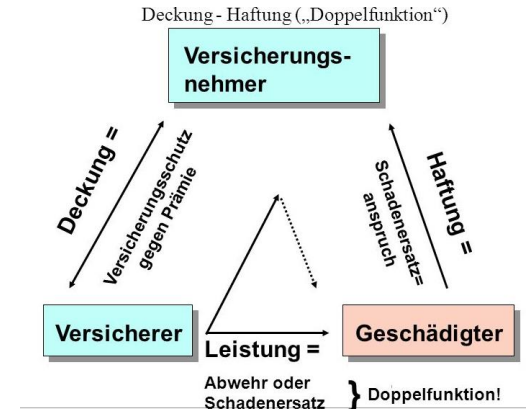 Deckung - Haftung („Doppelfunktion“)
Versicherungs-
nehmer
Deckung =
Versicherungsschutz
gegen Prämie
Schadenersatz=
anspruch
Haftung =
Versicherer
Geschädigter
Leistung =
Abwehr oder
Schadenersatz
} Doppelfunktion!